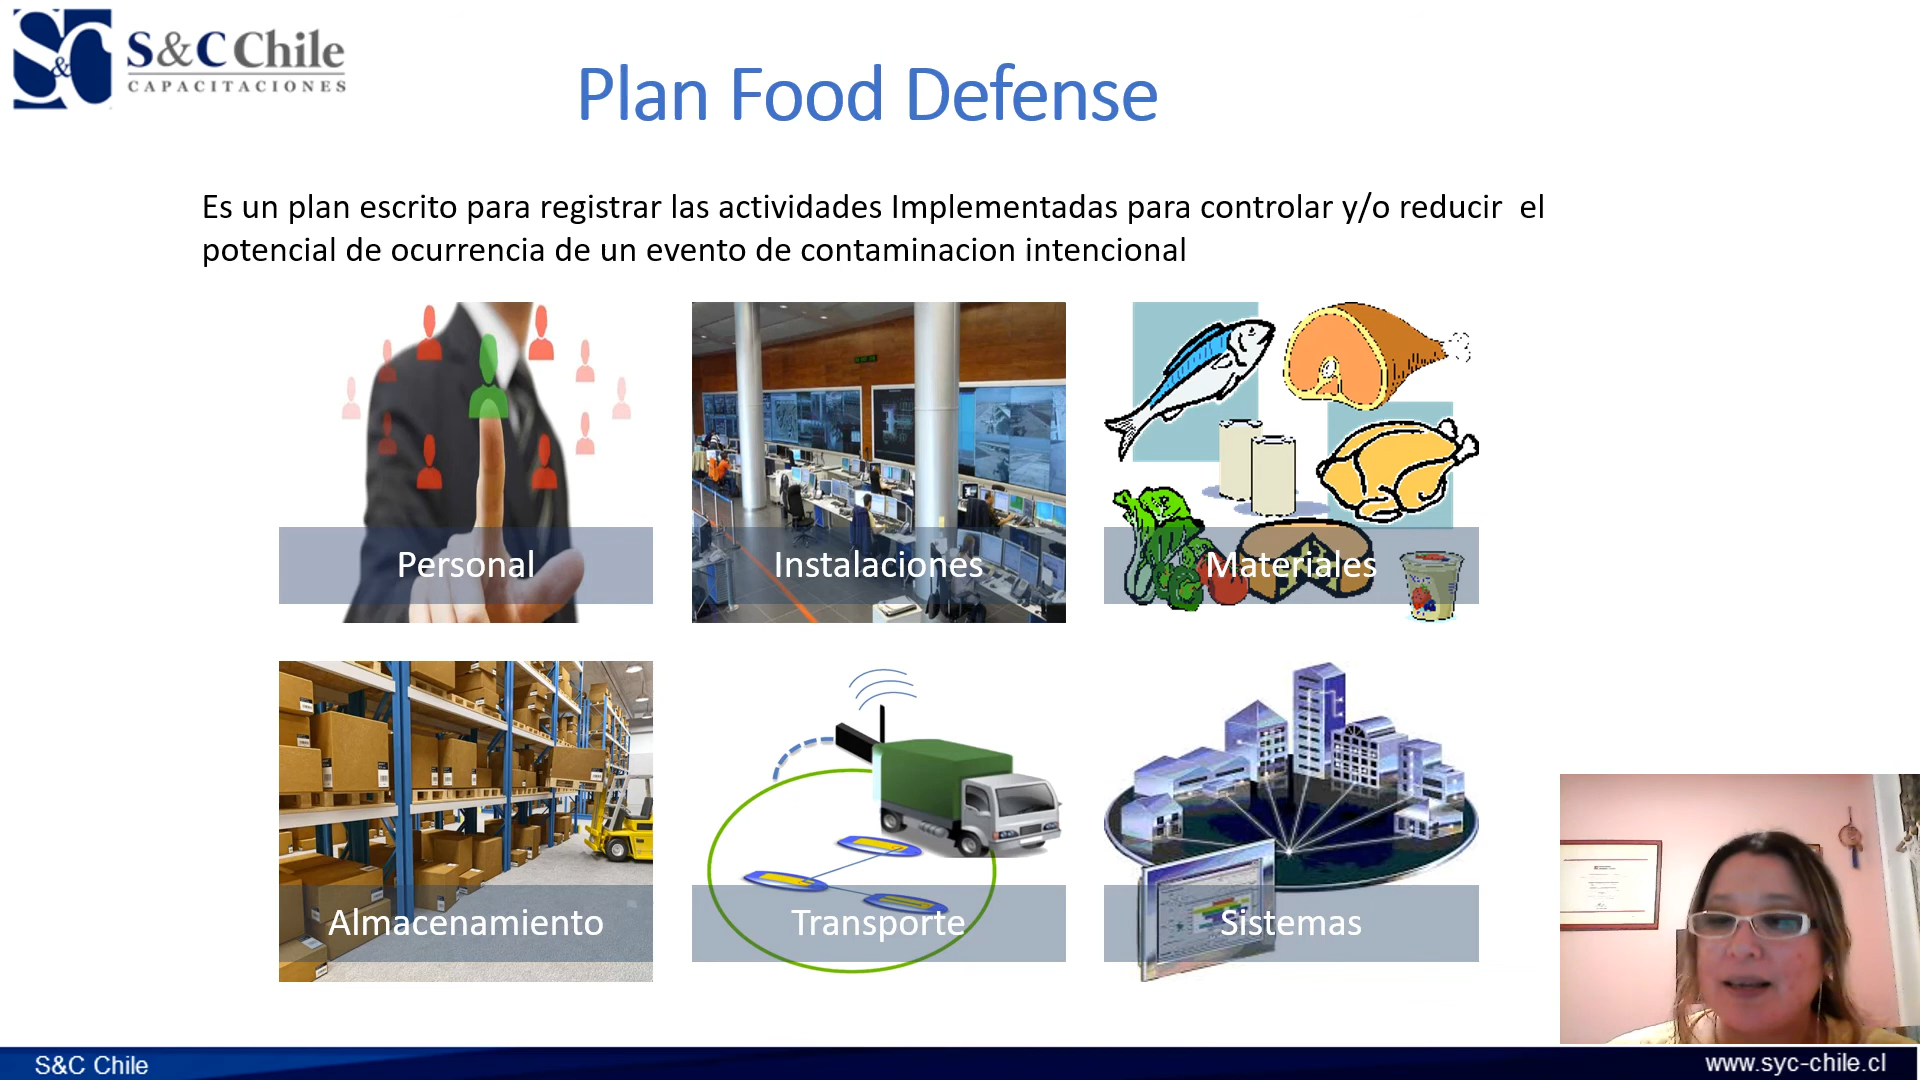 S&C
S&C Chile
CAPACITACIONES
Plan Food Defense
Es un plan escrito para registrar las actividades Implementadas para controlar y/o reducir el
potencial de ocurrencia de un evento de contaminacion intencional
Personal
Instalaciones
Materiales
Almacenamiento
Transporte
Sistemas
S&C Chile
www.syc-chile.cl